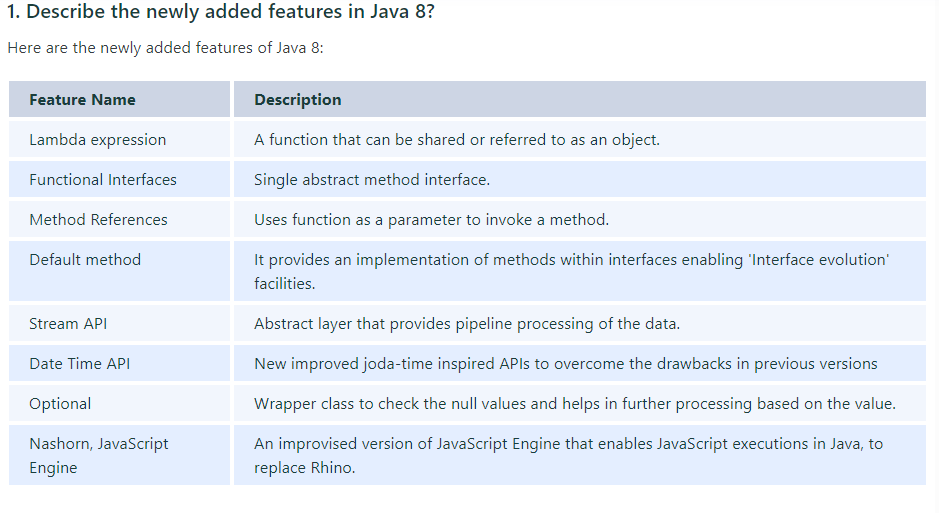 1. Describe the newly added features in Java 8?
Here are the newly added features of Java 8:
Feature Name Description
Lambda expression A function that can be shared or referred to as an object.
Functional Interfaces Single abstract method interface.
Method References Uses function as a parameter to invoke a method.
Default method It provides an implementation of methods within interfaces enabling 'Interface evolution'
facilities.
Stream API Abstract layer that provides pipeline processing of the data.
Date Time API New improved joda-time inspired APIs to overcome the drawbacks in previous versions
Optional Wrapper class to check the null values and helps in further processing based on the value.
Nashorn, JavaScript An improvised version of JavaScript Engine that enables JavaScript executions in Java, to
Engine replace Rhino.